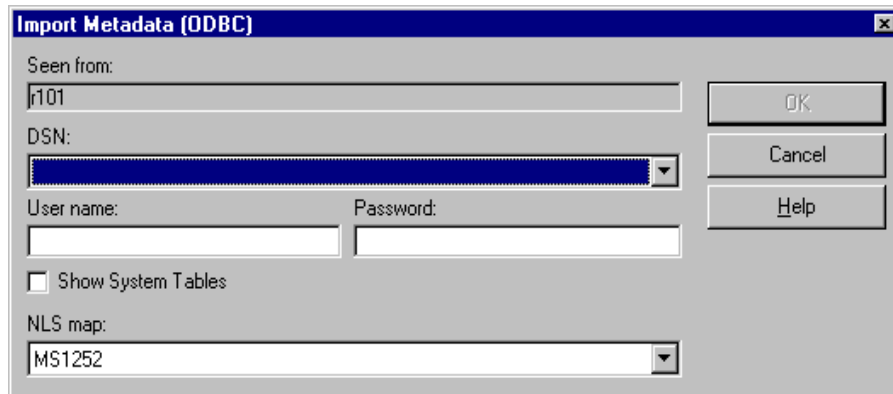 Import Metadata (ODBC)
Seen from:
r101
OK
DSN:
Cancel
User name:
Password:
Help
Show System Tables
NLS map:
MS1252